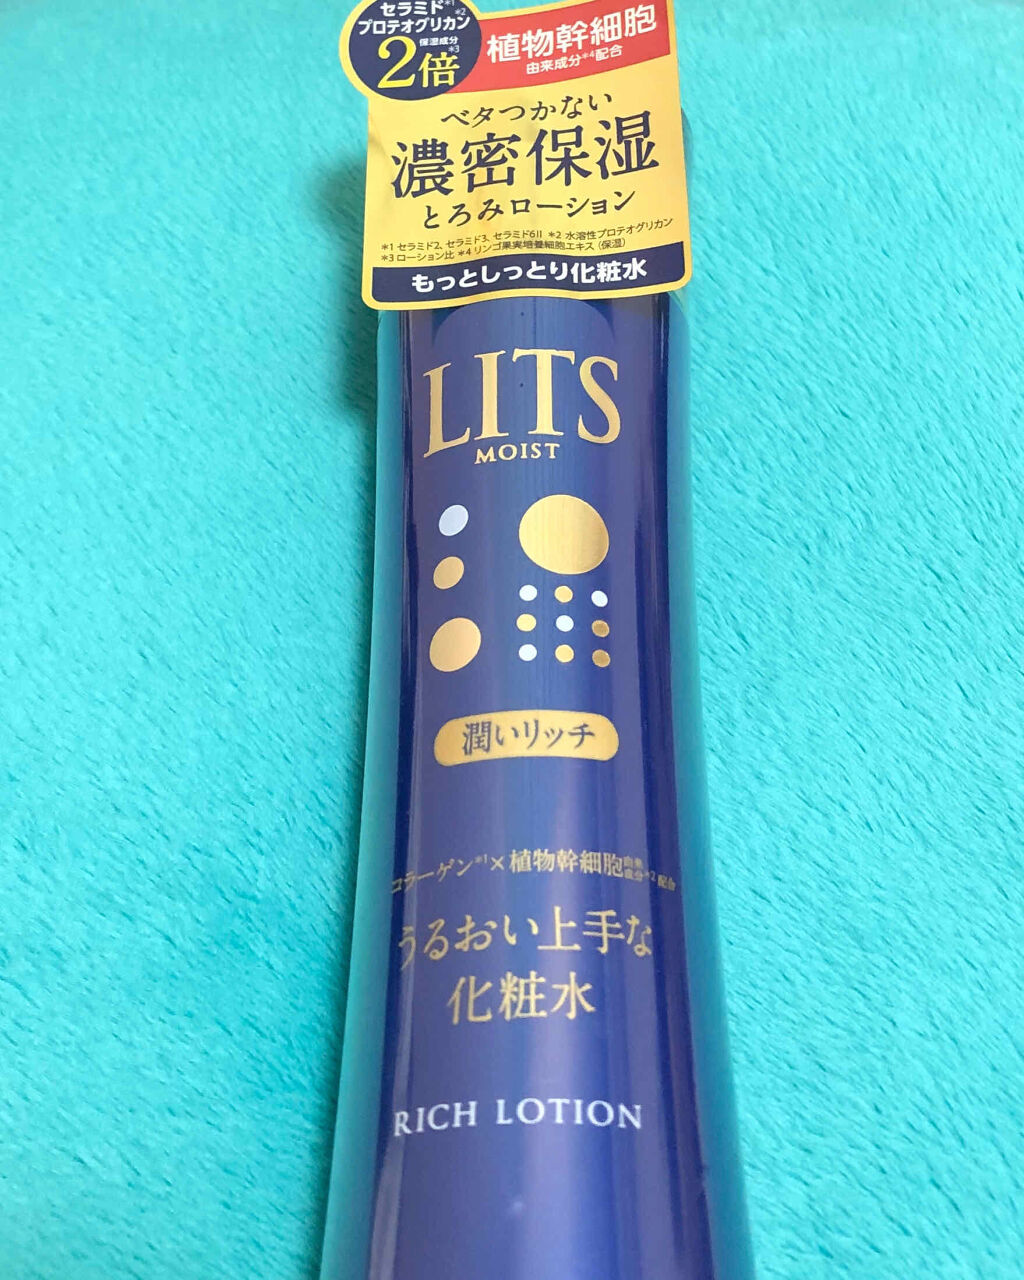 セラミド*1
プロテオグリカン*2
保湿成分
2倍*3
植物幹細胞
由来成分*4配合
ベタつかない
濃密保湿
とろみローション
*1 セラミド2、セラミド3、セラミド6II *2 水溶性プロテオグリカン
*3 ローション比 *4 リンゴ果実培養細胞エキス(保湿)
もっとしっとり化粧水
LITS
MOIST
潤いリッチ
コラーゲン*1×植物幹細胞由来成分*2配合
うるおい上手な
化粧水
RICH LOTION